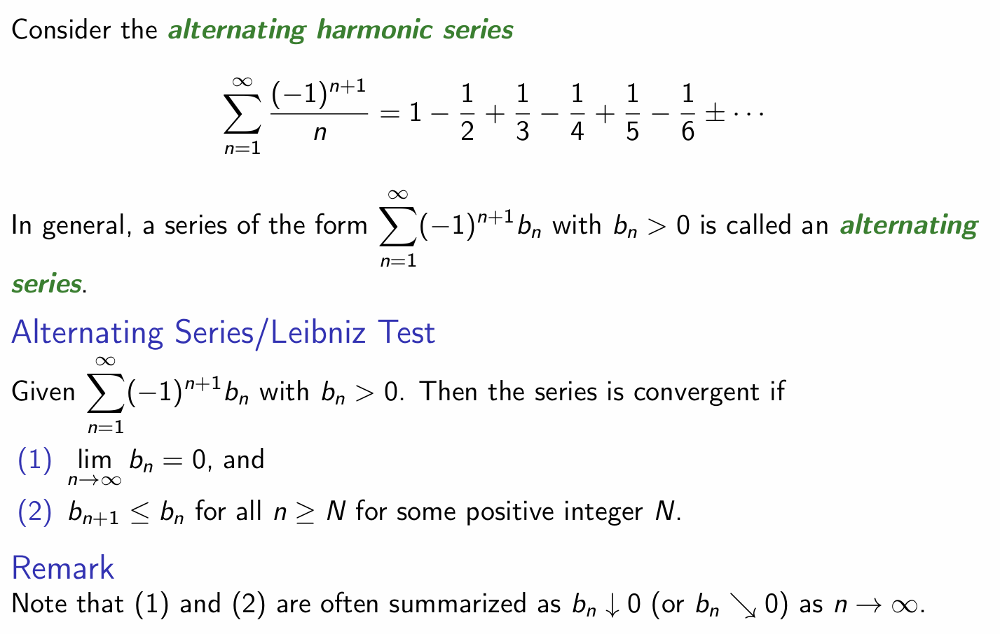 Consider the alternating harmonic series
$$\sum_{n=1}^{\infty} \frac{(-1)^{n+1}}{n} = 1 - \frac{1}{2} + \frac{1}{3} - \frac{1}{4} + \frac{1}{5} - \frac{1}{6} \pm \cdots$$
In general, a series of the form $\sum_{n=1}^{\infty} (-1)^{n+1} b_n$ with $b_n > 0$ is called an alternating
series.
Alternating Series/Leibniz Test
Given $\sum_{n=1}^{\infty} (-1)^{n+1} b_n$ with $b_n > 0$. Then the series is convergent if
(1) $\lim_{n \to \infty} b_n = 0$, and
(2) $b_{n+1} \leq b_n$ for all $n \geq N$ for some positive integer $N$.
Remark
Note that (1) and (2) are often summarized as $b_n \downarrow 0$ (or $b_n \searrow 0$) as $n \to \infty$.